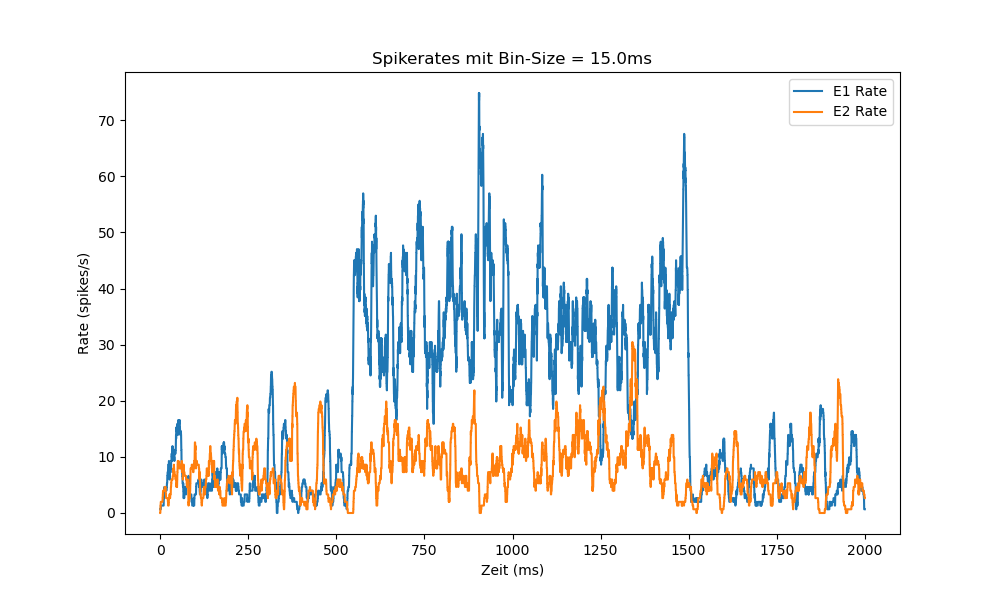 Spikerates mit Bin-Size = 15.0ms
E1 Rate
E2 Rate
70
60
50
40
30
20
10
0
Rate (spikes/s)
0 250 500 750 1000 1250 1500 1750 2000
Zeit (ms)